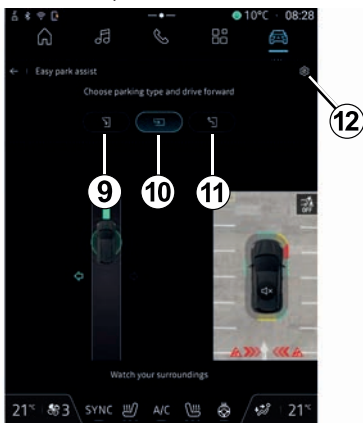 10°C 08:28
Easy park assist
Choose parking type and drive forward
12
9 10 11
OFF
Watch your surroundings
21°C 3 SYNC A/C 21°C